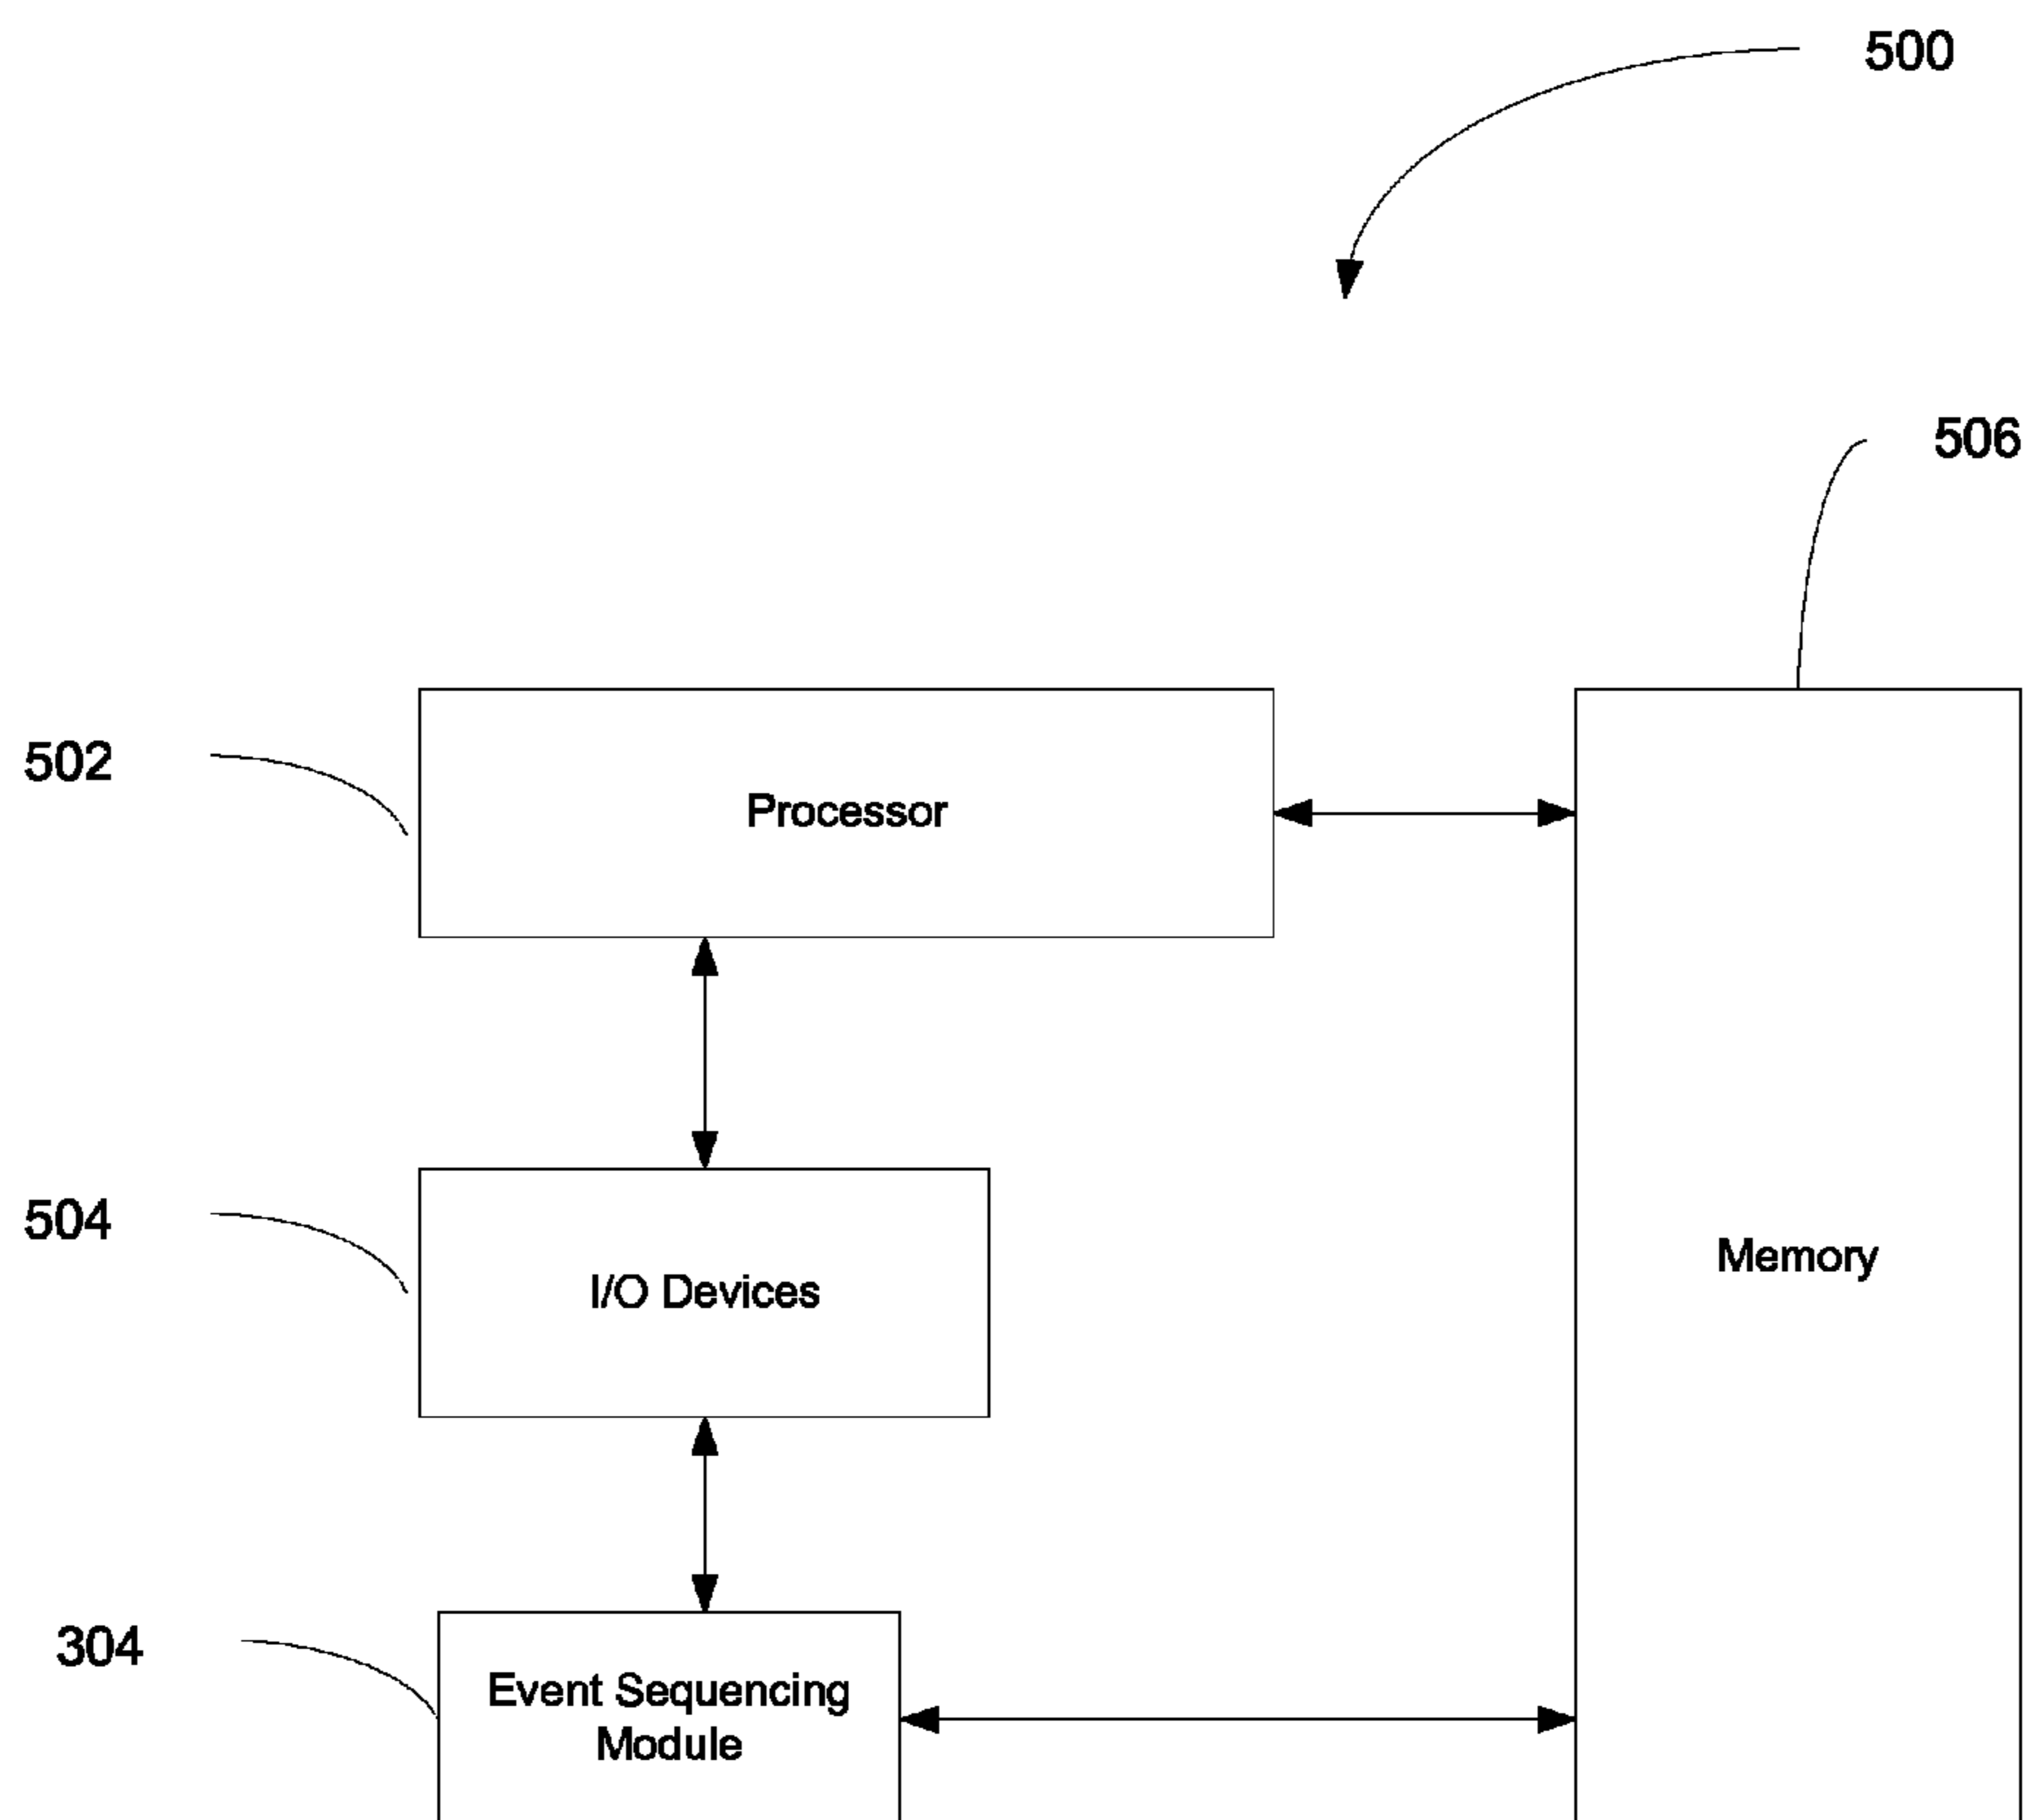 500
506
502
Processor
504
I/O Devices
Memory
304
Event Sequencing
Module